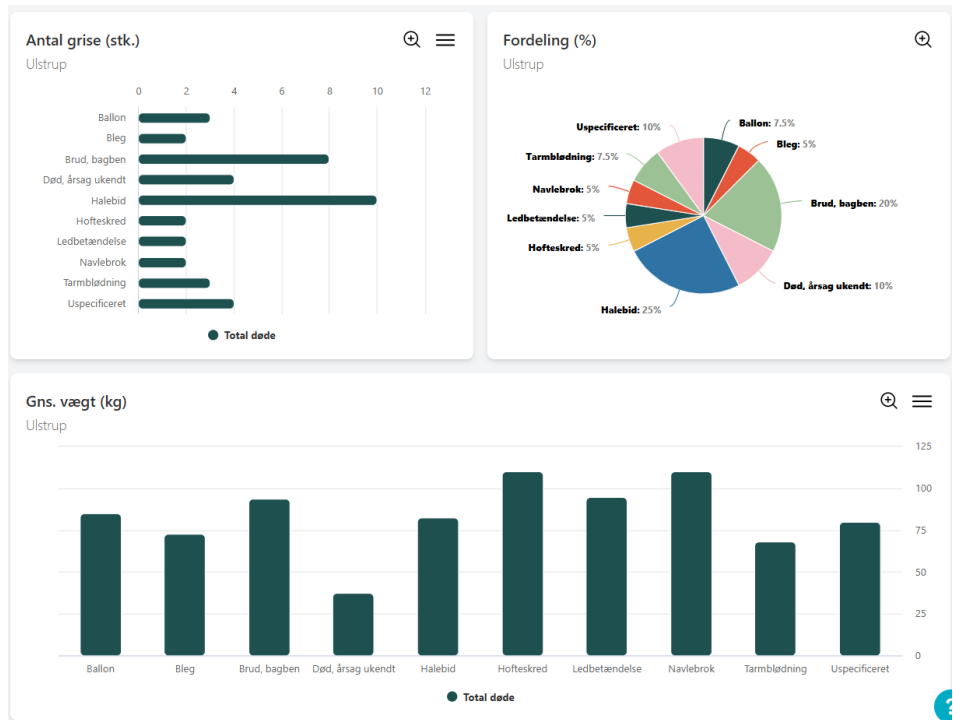 Antal grise (stk.)
Ulstrup
0 2 4 6 8 10 12
Ballon
Bleg
Brud, bagben
Død, årsag ukendt
Halebid
Hofteskred
Ledbetændelse
Navlebrok
Tarmblødning
Uspecificeret
Total døde
Fordeling (%)
Ulstrup
Ballon: 7.5%
Bleg: 5%
Brud, bagben: 20%
Død, årsag ukendt: 10%
Halebid: 25%
Hofteskred: 5%
Ledbetændelse: 5%
Navlebrok: 5%
Tarmblødning: 7.5%
Uspecificeret: 10%
Gns. vægt (kg)
Ulstrup
125
100
75
50
25
0
Ballon Bleg Brud, bagben Død, årsag ukendt Halebid Hofteskred Ledbetændelse Navlebrok Tarmblødning Uspecificeret
Total døde
?